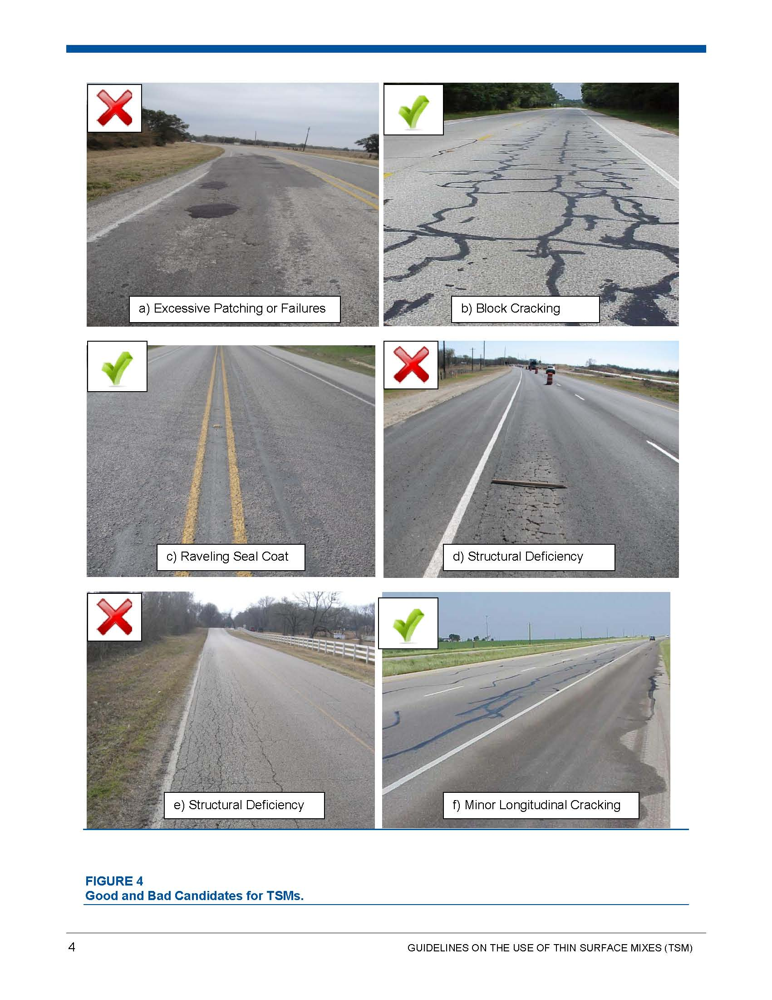 a) Excessive Patching or Failures
b) Block Cracking
c) Raveling Seal Coat
d) Structural Deficiency
e) Structural Deficiency
f) Minor Longitudinal Cracking
FIGURE 4
Good and Bad Candidates for TSMs.
4
GUIDELINES ON THE USE OF THIN SURFACE MIXES (TSM)